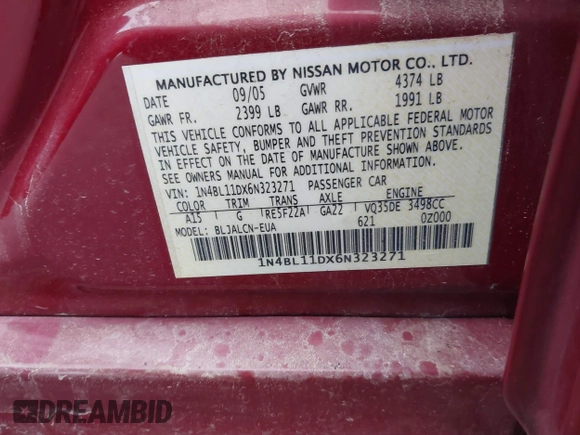 MANUFACTURED BY NISSAN MOTOR CO., LTD.
DATE 09/05 GVWR 4374 LB
GAWR FR. 2399 LB GAWR RR. 1991 LB
THIS VEHICLE CONFORMS TO ALL APPLICABLE FEDERAL MOTOR
VEHICLE SAFETY, BUMPER AND THEFT PREVENTION STANDARDS
IN EFFECT ON THE DATE OF MANUFACTURE SHOWN ABOVE.
SEE OWNERS MANUAL FOR ADDITIONAL INFORMATION.
VIN: 1N4BL11DX6N323271 PASSENGER CAR
COLOR TRIM TRANS AXLE ENGINE
A15 G RE5F22A GA22 VQ35DE 3498CC
MODEL: BLJALCN-EUA 621 0Z000
1N4BL11DX6N323271
DREAMBID